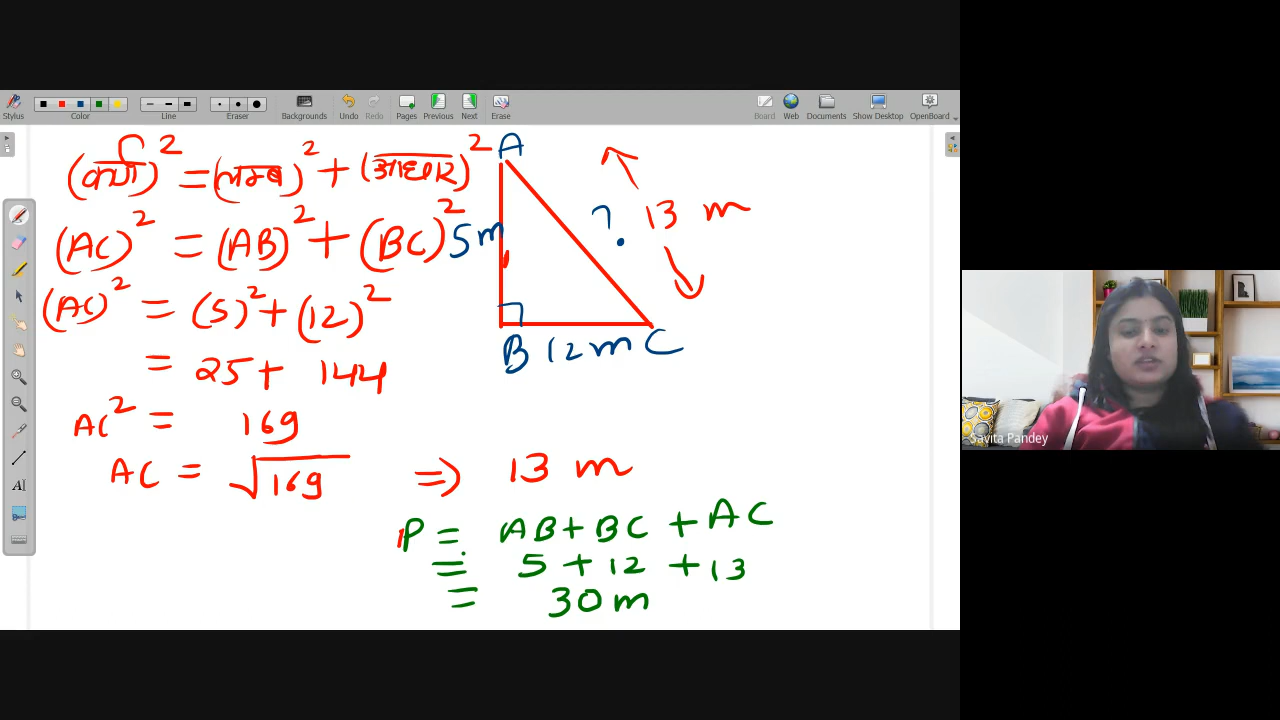 Stylus
Color
Line
Eraser
Backgrounds
Undo
Redo
Pages
Previous
Next
Erase
Board
Web
Documents
Show Desktop
OpenBoard
(कर्ण)² = (लम्ब)² + (आधार)²
(AC)² = (AB)² + (BC)²
(AC)² = (5)² + (12)²
= 25 + 144
AC² = 169
AC = √169 ⇒ 13 m
A
5m
?
13 m
B 12m C
P = AB + BC + AC
= 5 + 12 + 13
= 30m
Savita Pandey